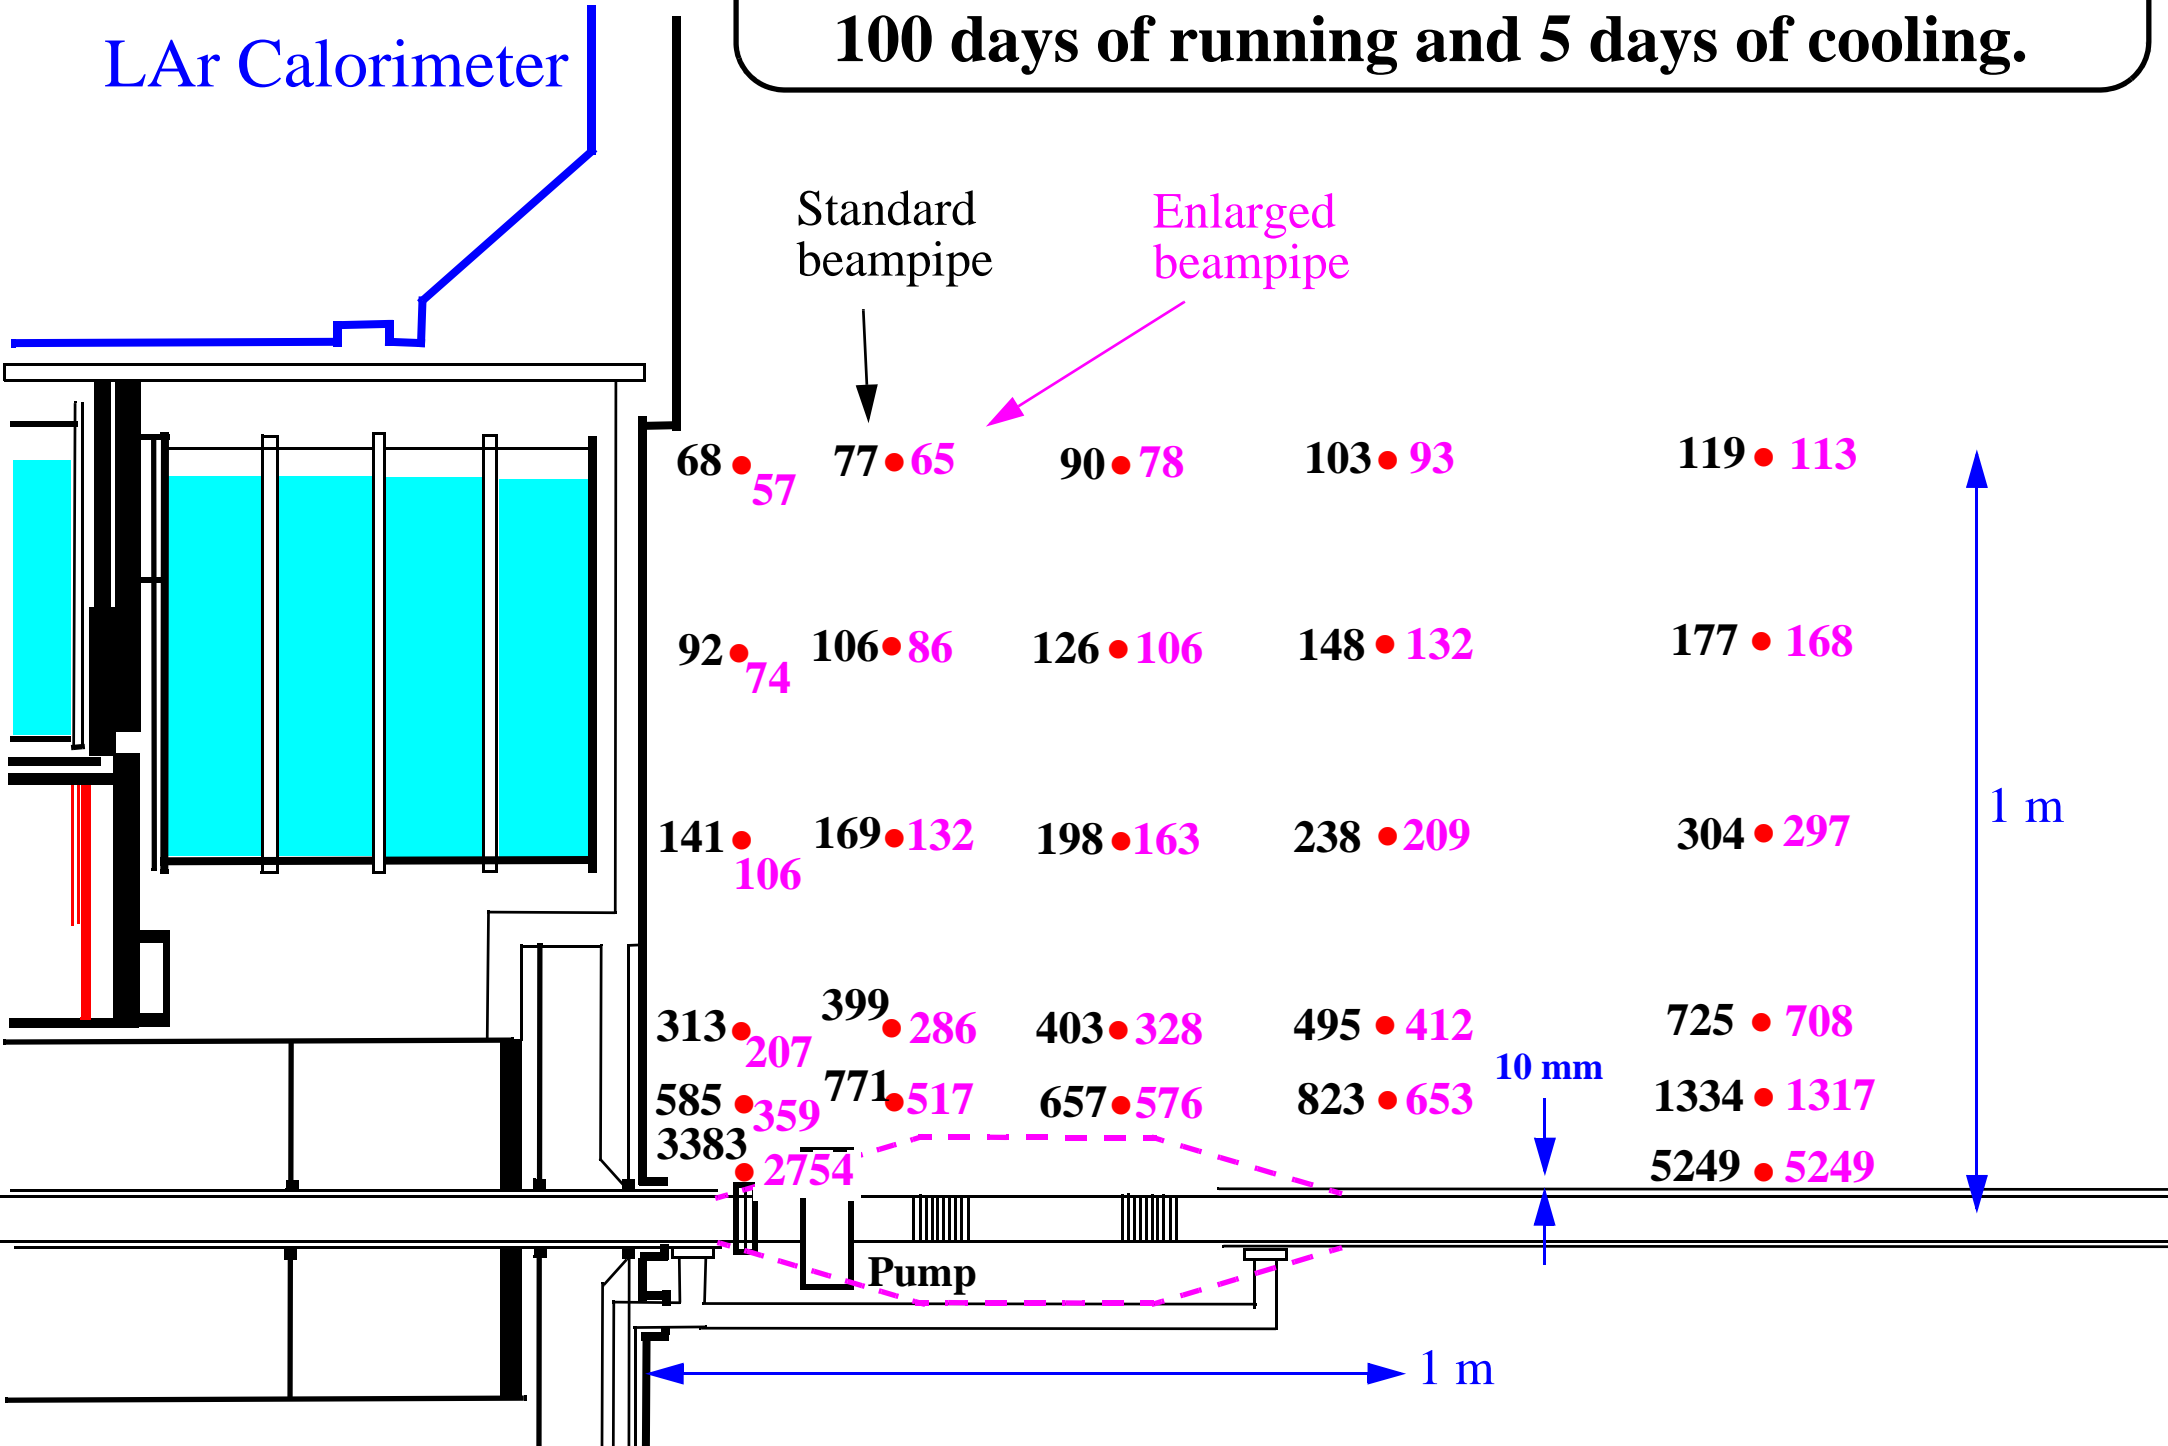 100 days of running and 5 days of cooling.
LAr Calorimeter
Standard
beampipe
Enlarged
beampipe
68 57 77 65 90 78 103 93 119 113
92 74 106 86 126 106 148 132 177 168
141 106 169 132 198 163 238 209 304 297
1 m
313 207 399 286 403 328 495 412 725 708
10 mm
585 359 771 517 657 576 823 653 1334 1317
3383 2754 5249 5249
Pump
1 m